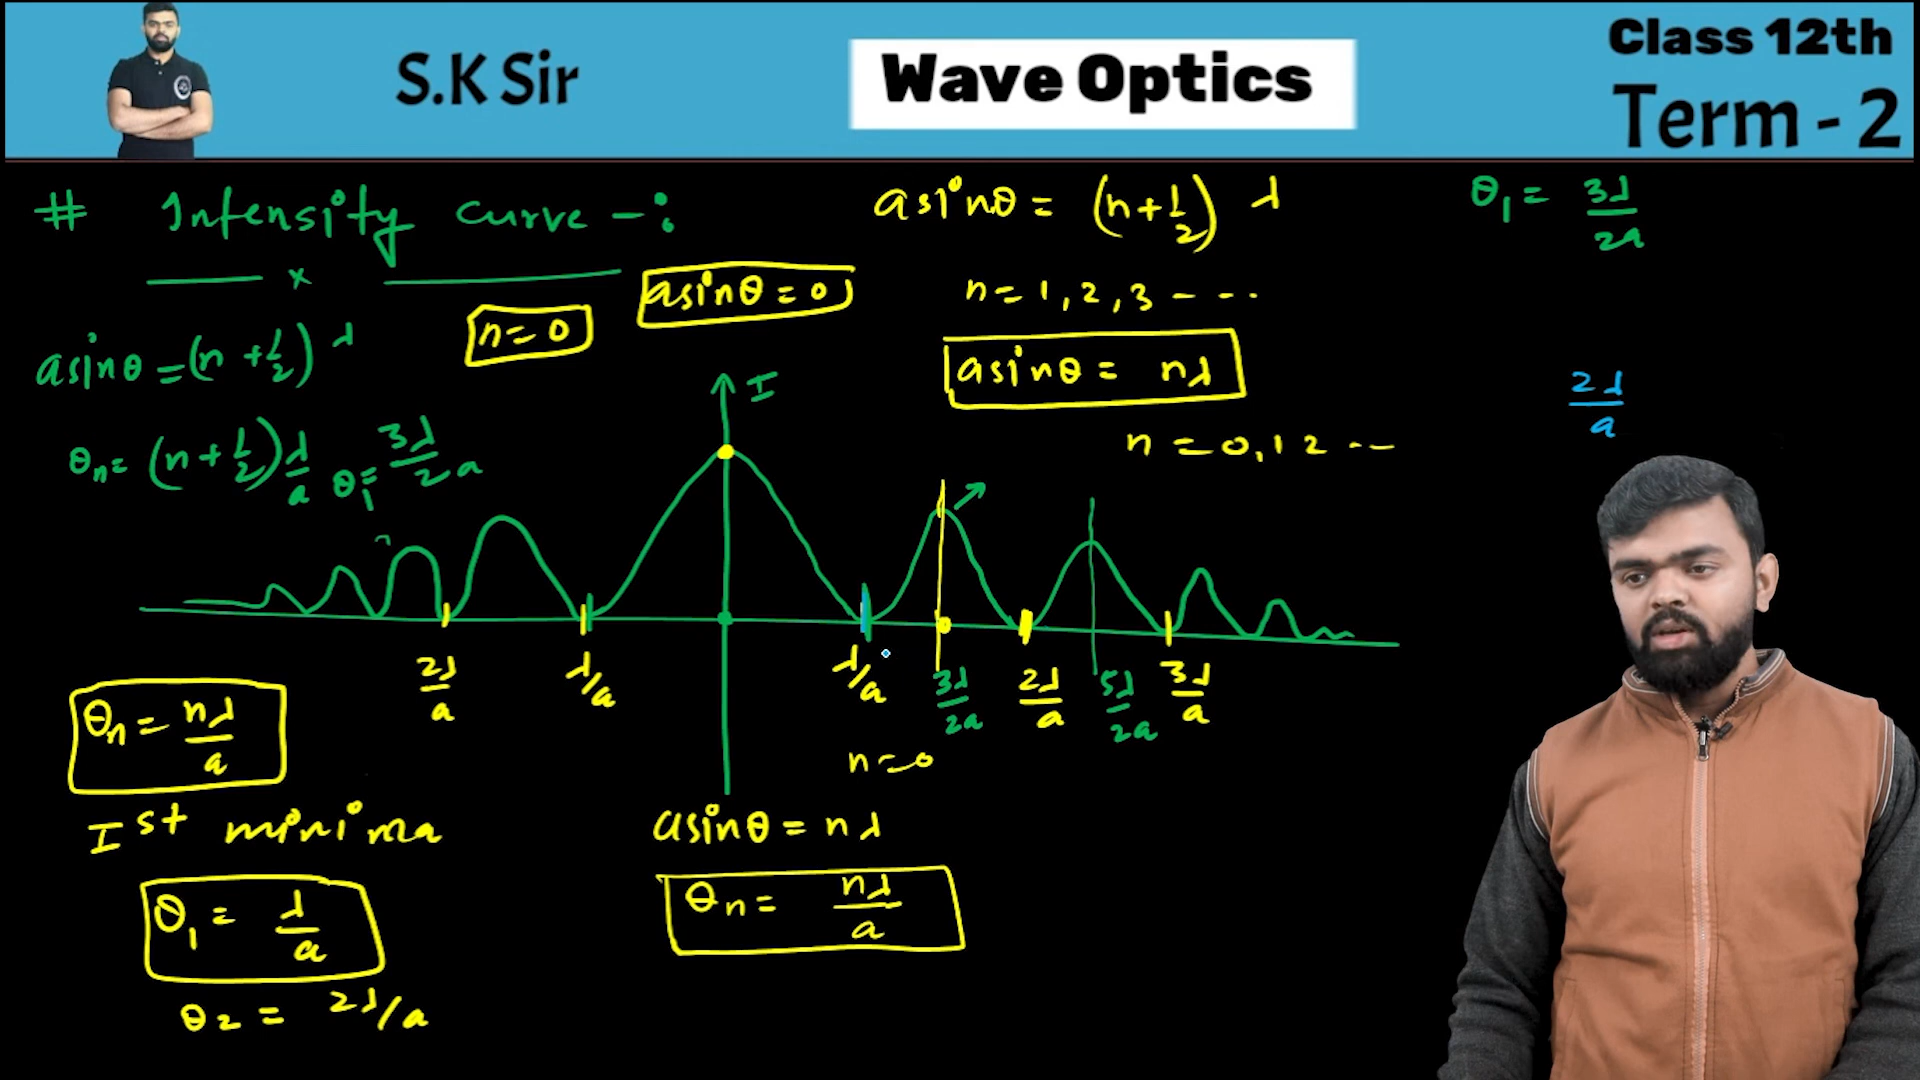 S.K Sir
Wave Optics
Class 12th
Term - 2
# Intensity curve -:
asinθ = (n+1/2) λ
θ₁ = 3λ/2a
asinθ = 0
n = 0
n = 1, 2, 3 - - -
asinθ = (n + 1/2) λ
asinθ = nλ
2λ/a
I
n = 0, 1 2 --
θn = (n + 1/2) λ/a
θ₁ = 3λ/2a
2λ/a
λ/a
λ/a
3λ/2a
2λ/a
5λ/2a
3λ/a
θn = nλ/a
n = 0
Ist minima
asinθ = nλ
θ₁ = λ/a
θn = nλ/a
θ2 = 2λ/a